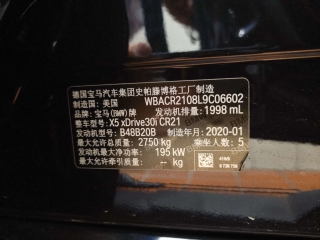 德国宝马汽车集团史帕滕博格工厂制造
制造国: 美国 WBACR2108L9C06602
品牌: 宝马(BMW)牌 发动机排量: 1998 mL
整车型号: X5 xDrive30i CR21
发动机型号: B48B20B 制造年月: 2020-01
最大允许总质量: 2750 kg 乘坐人数: 5
发动机最大净功率: 195 kW
最大允许牵引质量: -- kg